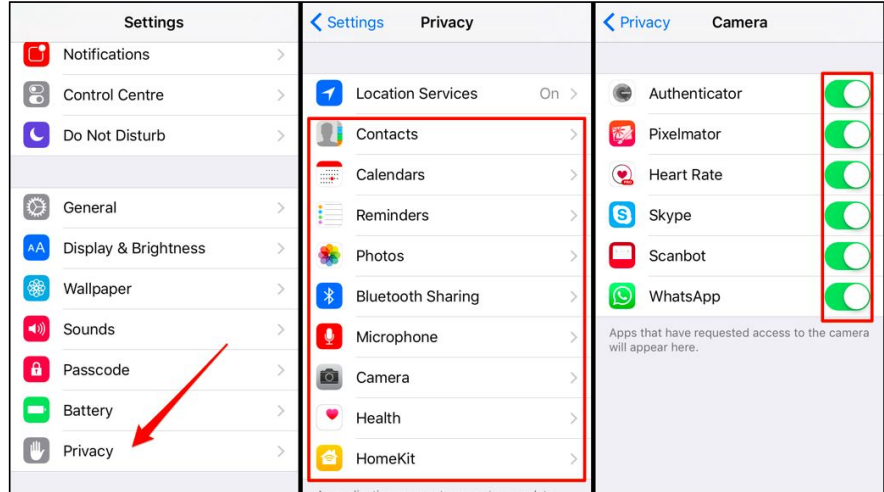 Settings
Notifications
Control Centre
Do Not Disturb
General
AA
Display & Brightness
Wallpaper
Sounds
Passcode
Battery
Privacy
Settings
Privacy
Location Services
On
Contacts
Calendars
Reminders
Photos
Bluetooth Sharing
Microphone
Camera
Health
HomeKit
Privacy
Camera
Authenticator
Pixelmator
Heart Rate
Skype
Scanbot
WhatsApp
Apps that have requested access to the camera
will appear here.